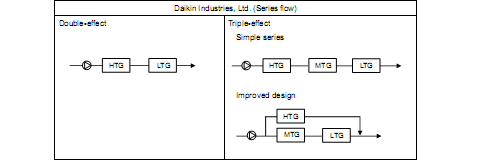 Daikin Industries, Ltd. (Series flow)
Double-effect
HTG
LTG
Triple-effect
Simple series
HTG
MTG
LTG
Improved design
HTG
MTG
LTG